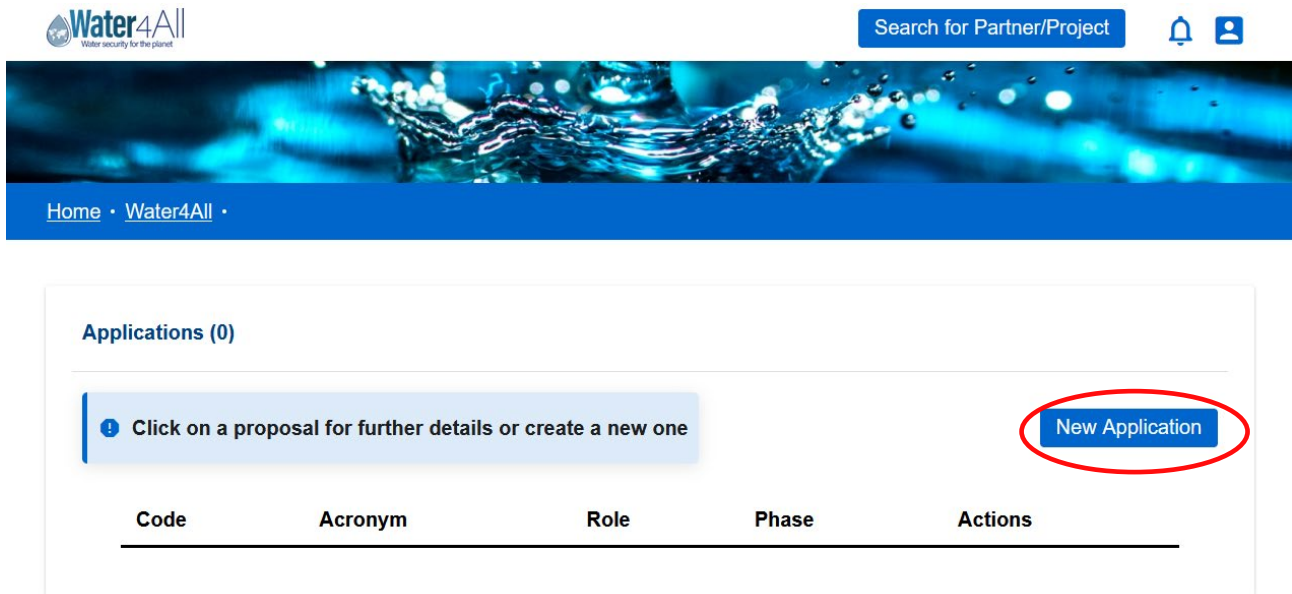 Water4All
Water security for the planet
Search for Partner/Project
Home • Water4All •
Applications (0)
Click on a proposal for further details or create a new one
New Application
Code Acronym Role Phase Actions